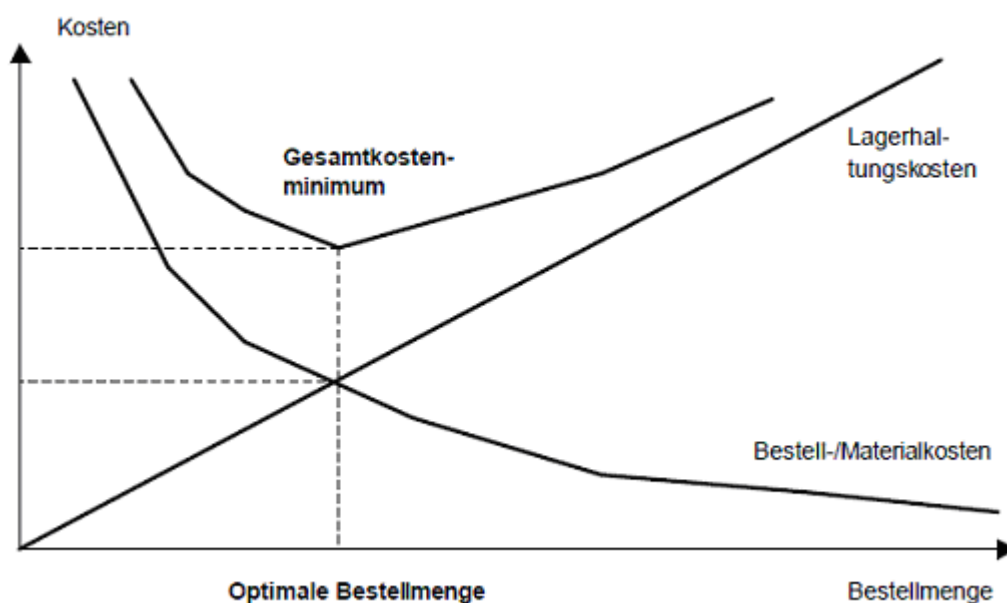 Kosten
Gesamtkosten-
minimum
Lagerhal-
tungskosten
Bestell-/Materialkosten
Optimale Bestellmenge
Bestellmenge